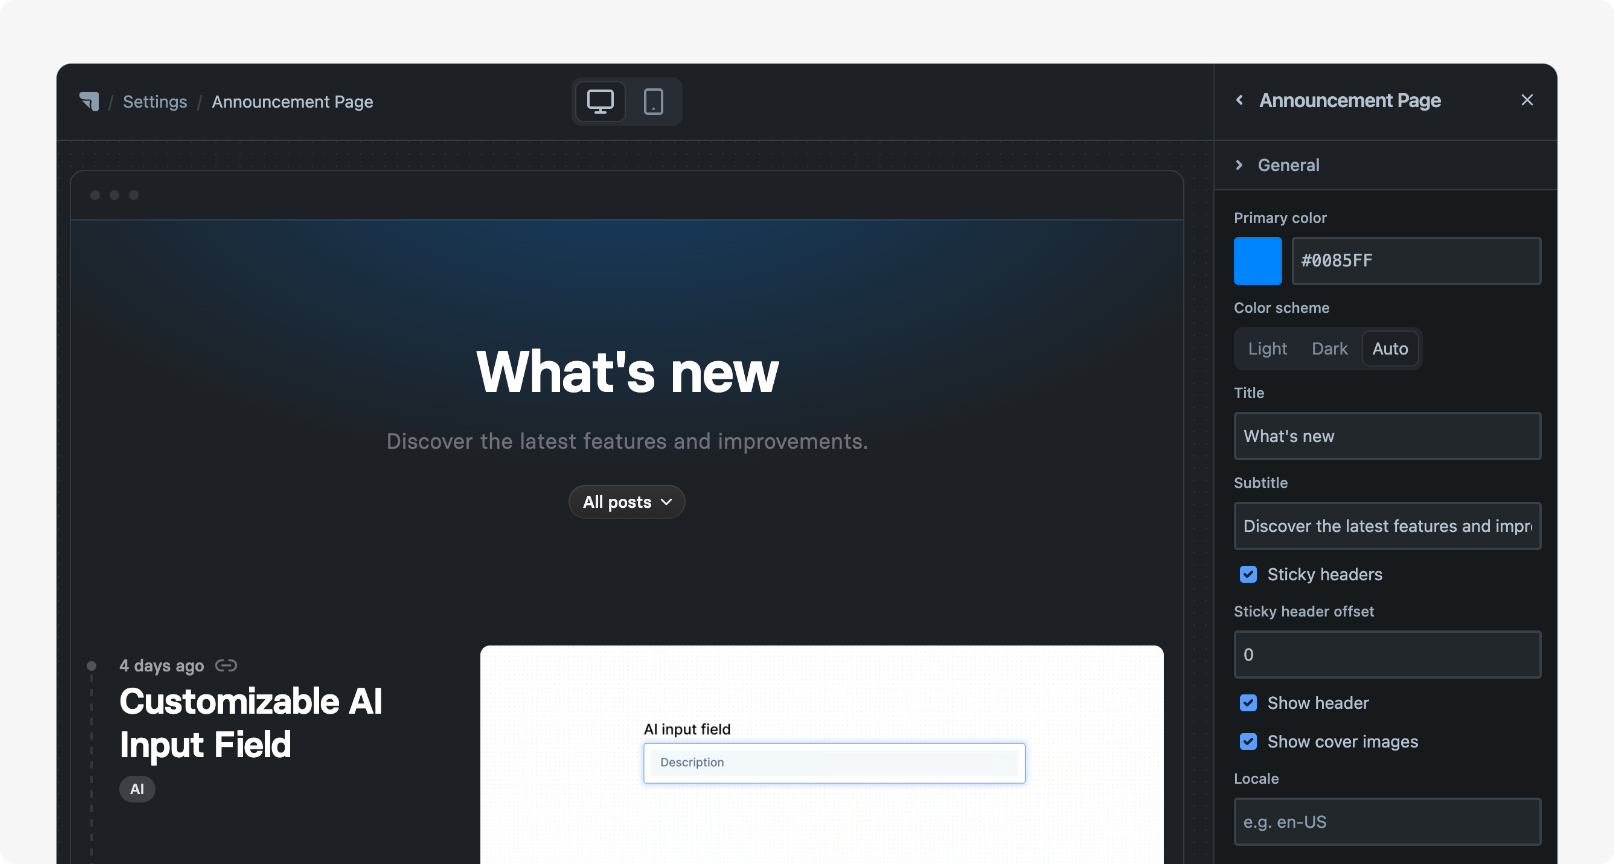 / Settings / Announcement Page
What's new
Discover the latest features and improvements.
All posts
4 days ago
Customizable AI
Input Field
AI
AI input field
Description
Announcement Page
General
Primary color
#0085FF
Color scheme
Light Dark Auto
Title
What's new
Subtitle
Discover the latest features and impr
Sticky headers
Sticky header offset
0
Show header
Show cover images
Locale
e.g. en-US